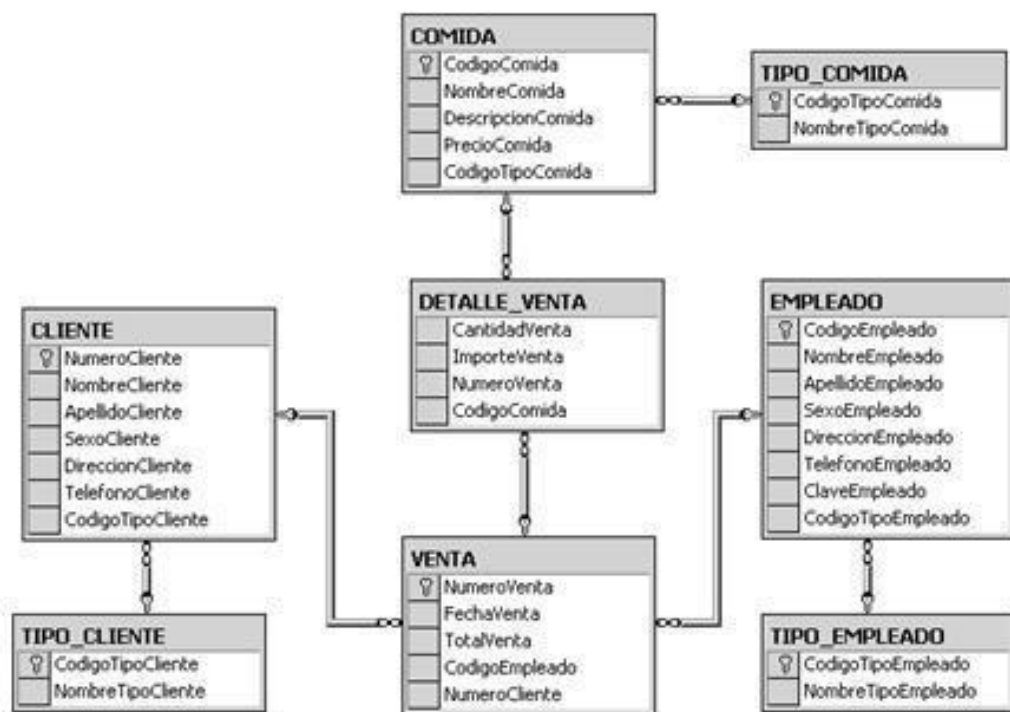 COMIDA
CodigoComida
NombreComida
DescripcionComida
PrecioComida
CodigoTipoComida
TIPO_COMIDA
CodigoTipoComida
NombreTipoComida
DETALLE_VENTA
CantidadVenta
ImporteVenta
NumeroVenta
CodigoComida
CLIENTE
NumeroCliente
NombreCliente
ApellidoCliente
SexoCliente
DireccionCliente
TelefonoCliente
CodigoTipoCliente
EMPLEADO
CodigoEmpleado
NombreEmpleado
ApellidoEmpleado
SexoEmpleado
DireccionEmpleado
TelefonoEmpleado
ClaveEmpleado
CodigoTipoEmpleado
VENTA
NumeroVenta
FechaVenta
TotalVenta
CodigoEmpleado
NumeroCliente
TIPO_CLIENTE
CodigoTipoCliente
NombreTipoCliente
TIPO_EMPLEADO
CodigoTipoEmpleado
NombreTipoEmpleado